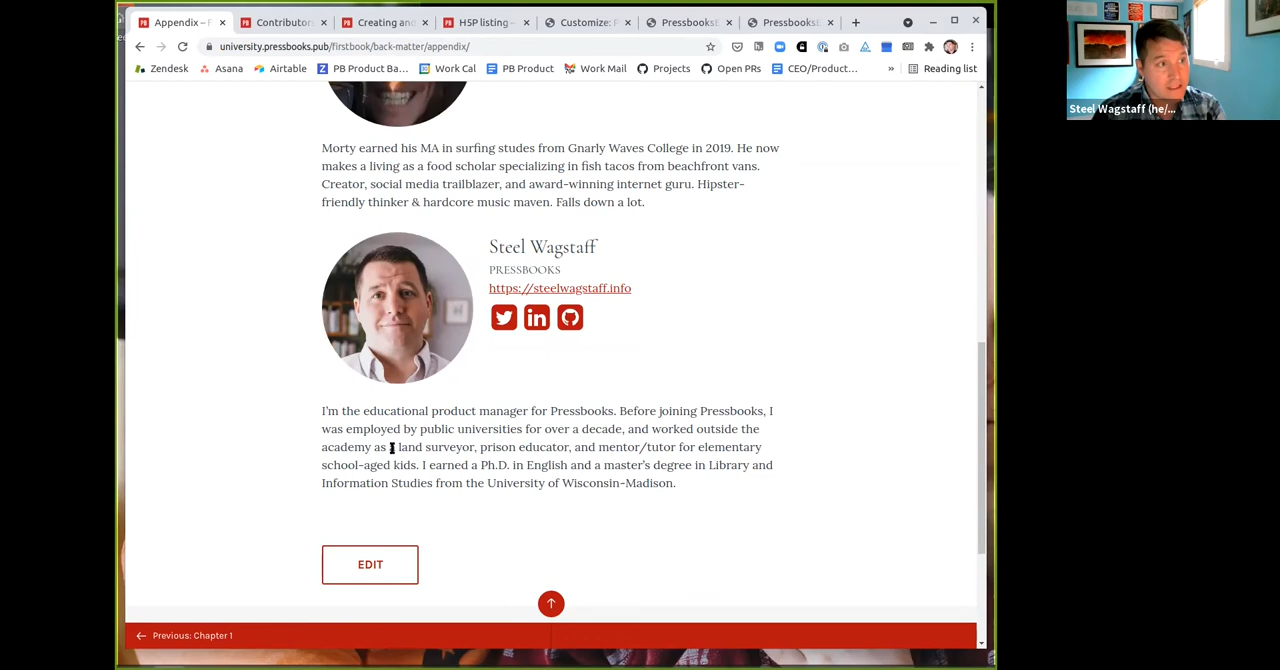 Appendix – F
Contributor
Creating and
H5P listing –
Customize: P
PressbooksE
PressbooksE
university.pressbooks.pub/firstbook/back-matter/appendix/
Zendesk Asana Airtable PB Product Ba... Work Cal PB Product Work Mail Projects Open PRs CEO/Product... » Reading list
Morty earned his MA in surfing studes from Gnarly Waves College in 2019. He now
makes a living as a food scholar specializing in fish tacos from beachfront vans.
Creator, social media trailblazer, and award-winning internet guru. Hipster-
friendly thinker & hardcore music maven. Falls down a lot.
Steel Wagstaff
PRESSBOOKS
https://steelwagstaff.info
I'm the educational product manager for Pressbooks. Before joining Pressbooks, I
was employed by public universities for over a decade, and worked outside the
academy as a land surveyor, prison educator, and mentor/tutor for elementary
school-aged kids. I earned a Ph.D. in English and a master's degree in Library and
Information Studies from the University of Wisconsin-Madison.
EDIT
← Previous: Chapter 1
Steel Wagstaff (he/...